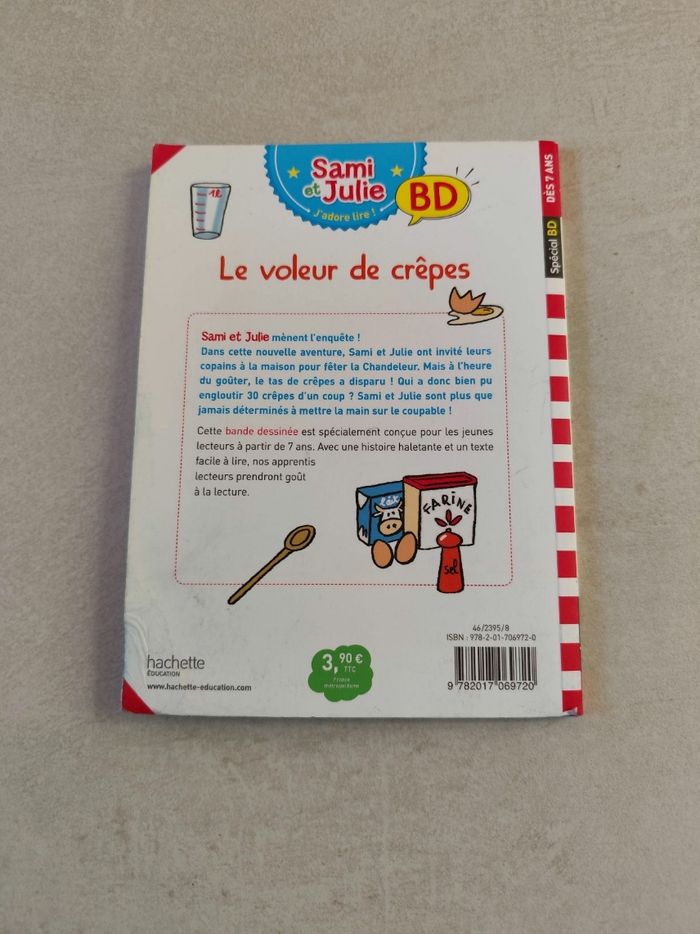 Sami
et Julie
J'adore lire !
BD
DÈS 7 ANS
Spécial BD
1ℓ
Le voleur de crêpes
Sami et Julie mènent l'enquête !
Dans cette nouvelle aventure, Sami et Julie ont invité leurs
copains à la maison pour fêter la Chandeleur. Mais à l'heure
du goûter, le tas de crêpes a disparu ! Qui a donc bien pu
engloutir 30 crêpes d'un coup ? Sami et Julie sont plus que
jamais déterminés à mettre la main sur le coupable !
Cette bande dessinée est spécialement conçue pour les jeunes
lecteurs à partir de 7 ans. Avec une histoire haletante et un texte
facile à lire, nos apprentis
lecteurs prendront goût
à la lecture.
lait
FARINE
sel
46/2395/8
ISBN : 978-2-01-706972-0
hachette
ÉDUCATION
www.hachette-education.com
3,90 €
TTC
France
métropolitaine
9 782017 069720